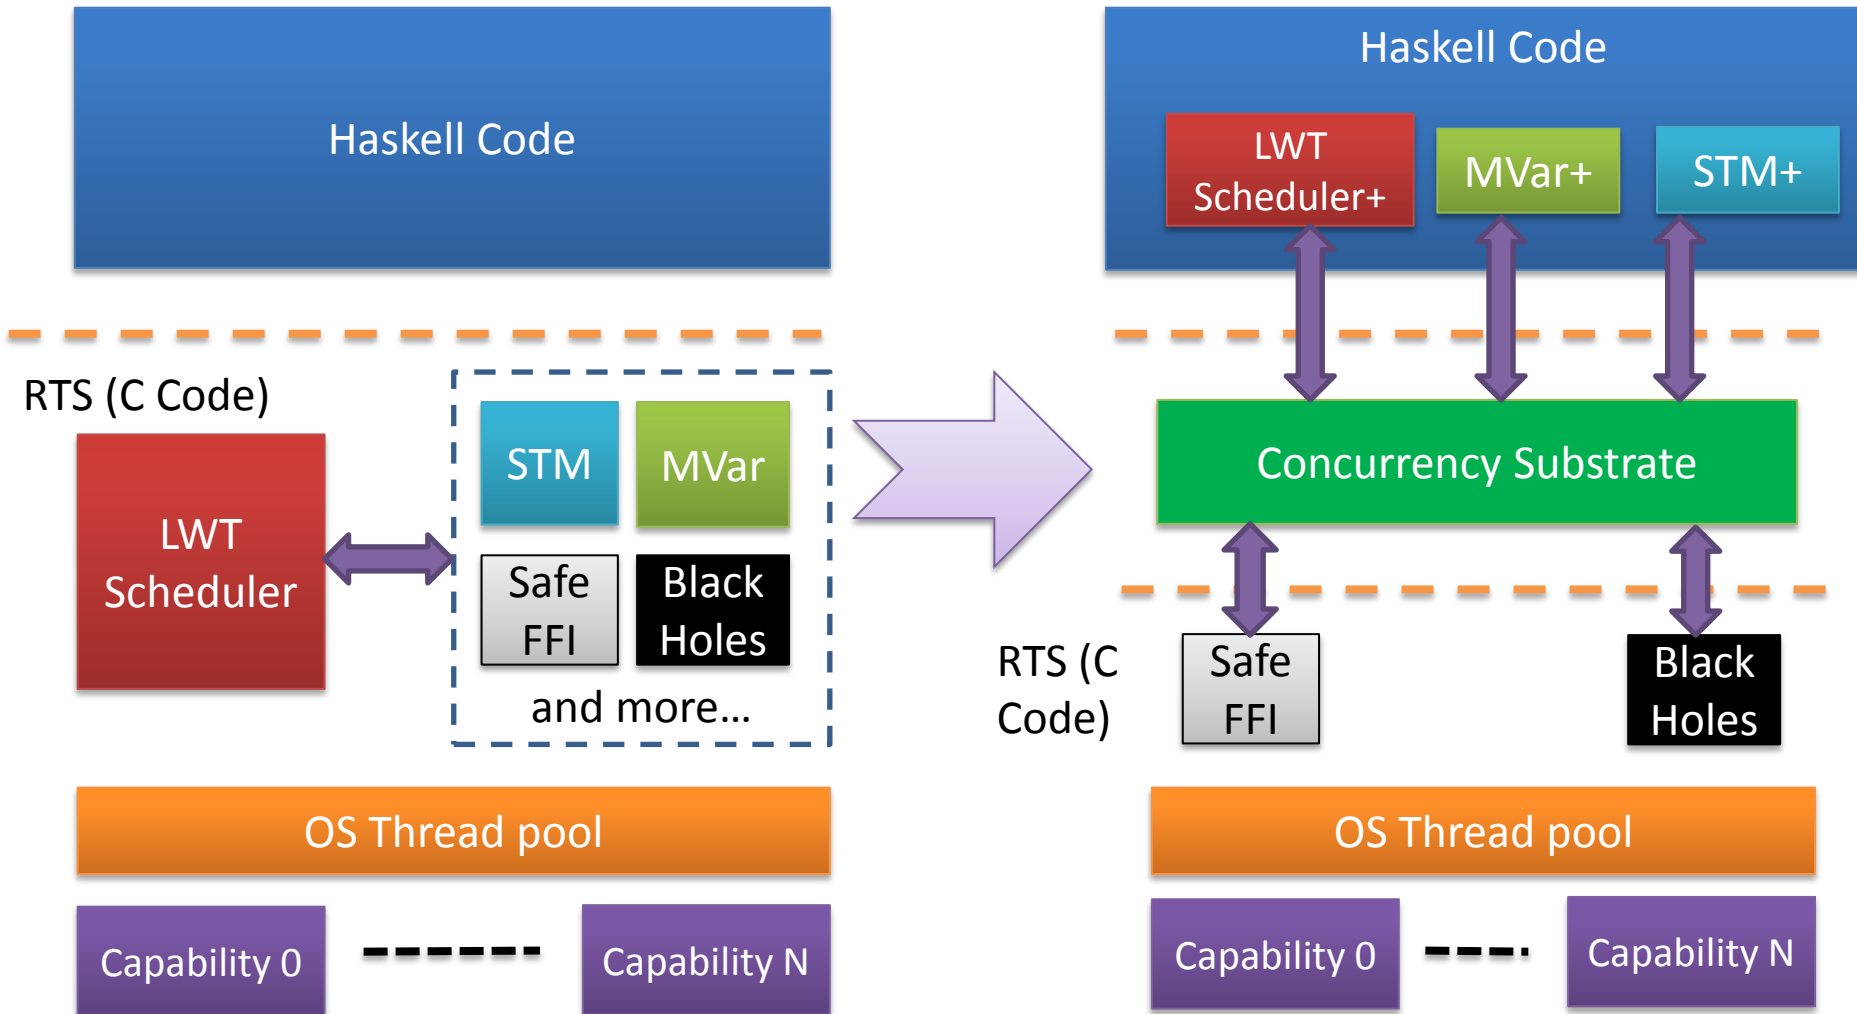 Haskell Code
RTS (C Code)
LWT
Scheduler
STM
MVar
Safe
FFI
Black
Holes
and more...
OS Thread pool
Capability 0
Capability N
Haskell Code
LWT
Scheduler+
MVar+
STM+
Concurrency Substrate
RTS (C
Code)
Safe
FFI
Black
Holes
OS Thread pool
Capability 0
Capability N